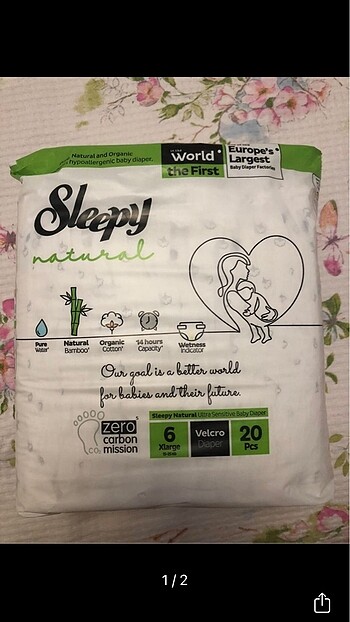 Natural and Organic
hypoallergenic baby diaper.
World
the First
Europe's
Largest
Baby Diaper Factories
Sleepy
natural
Pure
Water
Natural
Bamboo
Organic
Cotton
14 hours
Capacity
Wetness
Indicator
Our goal is a better world
for babies and their future.
CO₂
zero
carbon
mission
Sleepy Natural Ultra Sensitive Baby Diaper
6
Xlarge
Velcro
Diaper
20
Pcs
1/2